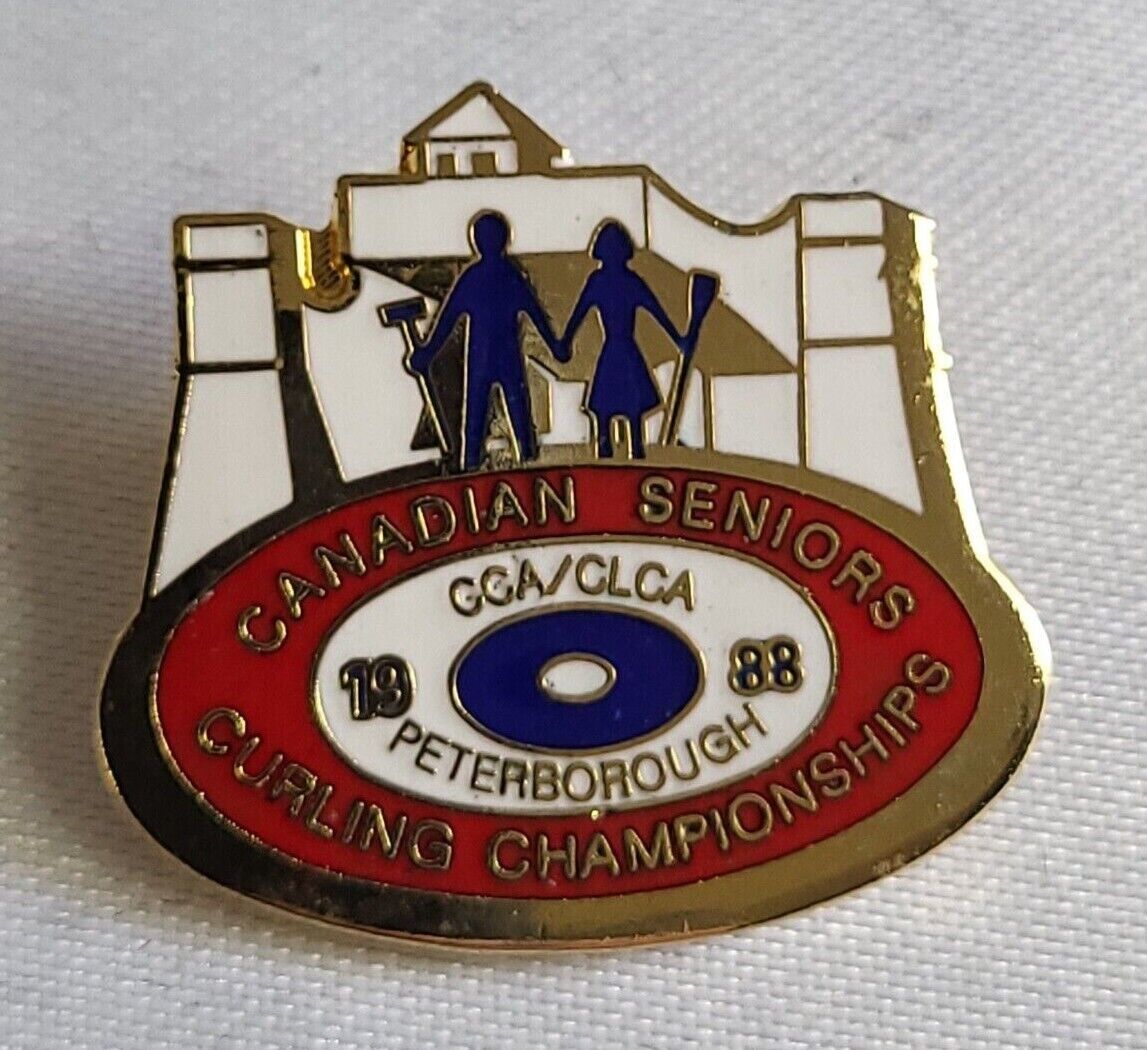 CANADIAN SENIORS
CCA/CLCA
19 88
PETERBOROUGH
CURLING CHAMPIONSHIPS